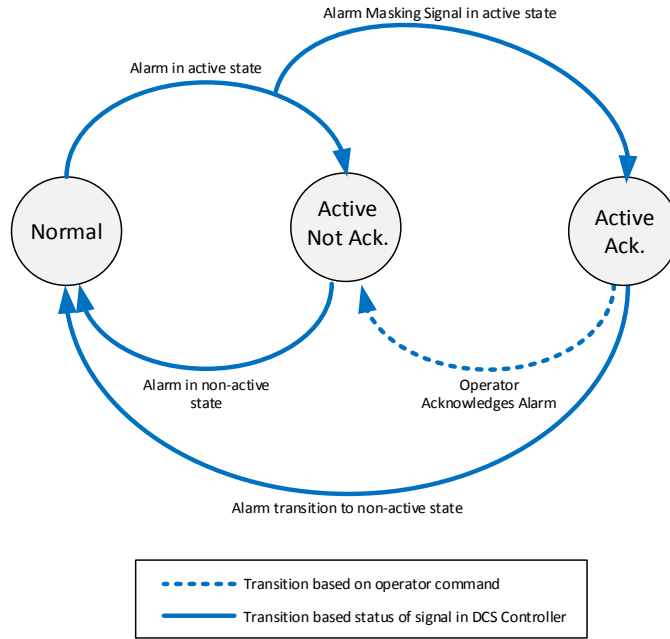 Alarm Masking Signal in active state
Alarm in active state
Normal
Active
Not Ack.
Active
Ack.
Alarm in non-active
state
Operator
Acknowledges Alarm
Alarm transition to non-active state
Transition based on operator command
Transition based status of signal in DCS Controller